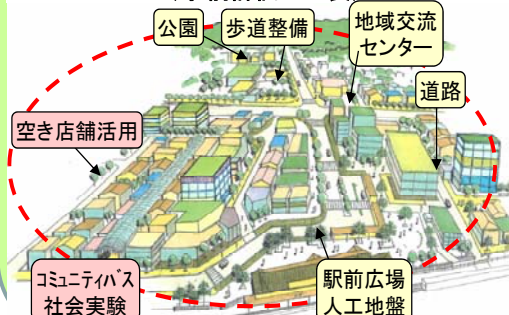 公園
歩道整備
地域交流
センター
道路
空き店舗活用
コミュニティバス
社会実験
駅前広場
人工地盤